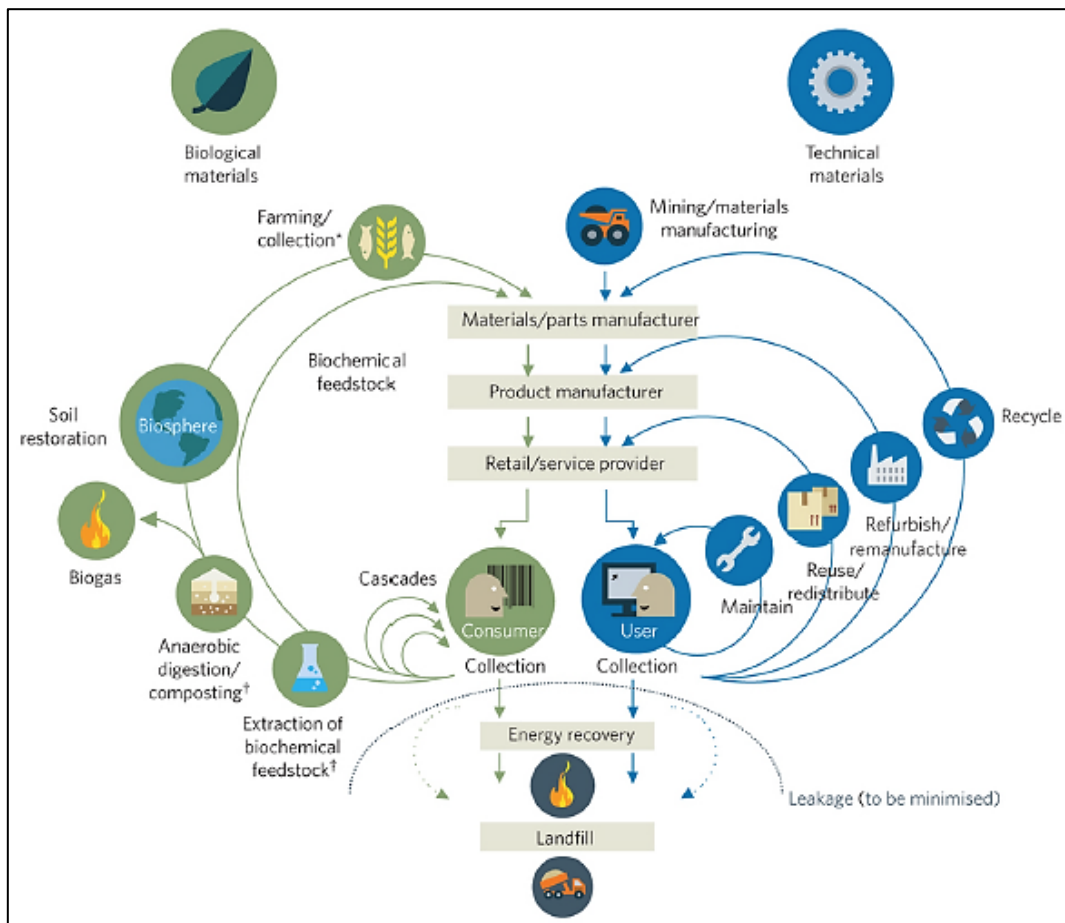 Biological
materials
Technical
materials
Farming/
collection*
Mining/materials
manufacturing
Materials/parts manufacturer
Biochemical
feedstock
Product manufacturer
Soil
restoration
Biosphere
Recycle
Retail/service provider
Refurbish/
remanufacture
Biogas
Reuse/
redistribute
Cascades
Maintain
Consumer
User
Anaerobic
digestion/
composting†
Collection
Collection
Extraction of
biochemical
feedstock†
Energy recovery
Leakage (to be minimised)
Landfill